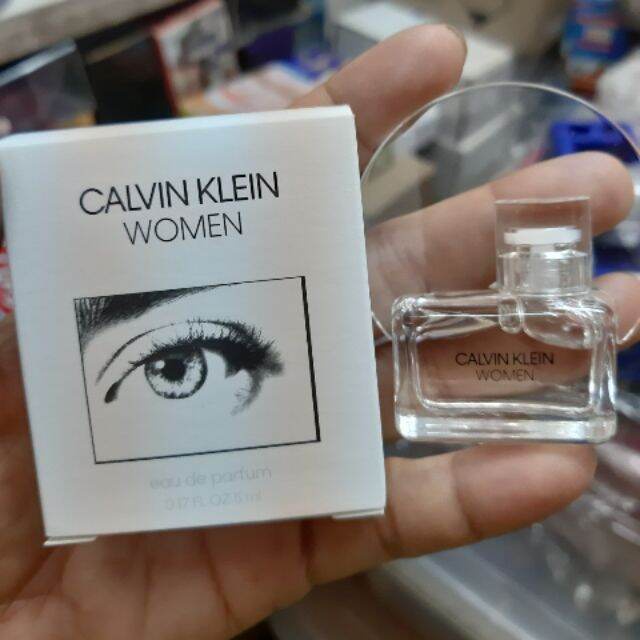 CALVIN KLEIN
WOMEN
eau de parfum
0.17 FL. OZ./5 ml
CALVIN KLEIN
WOMEN